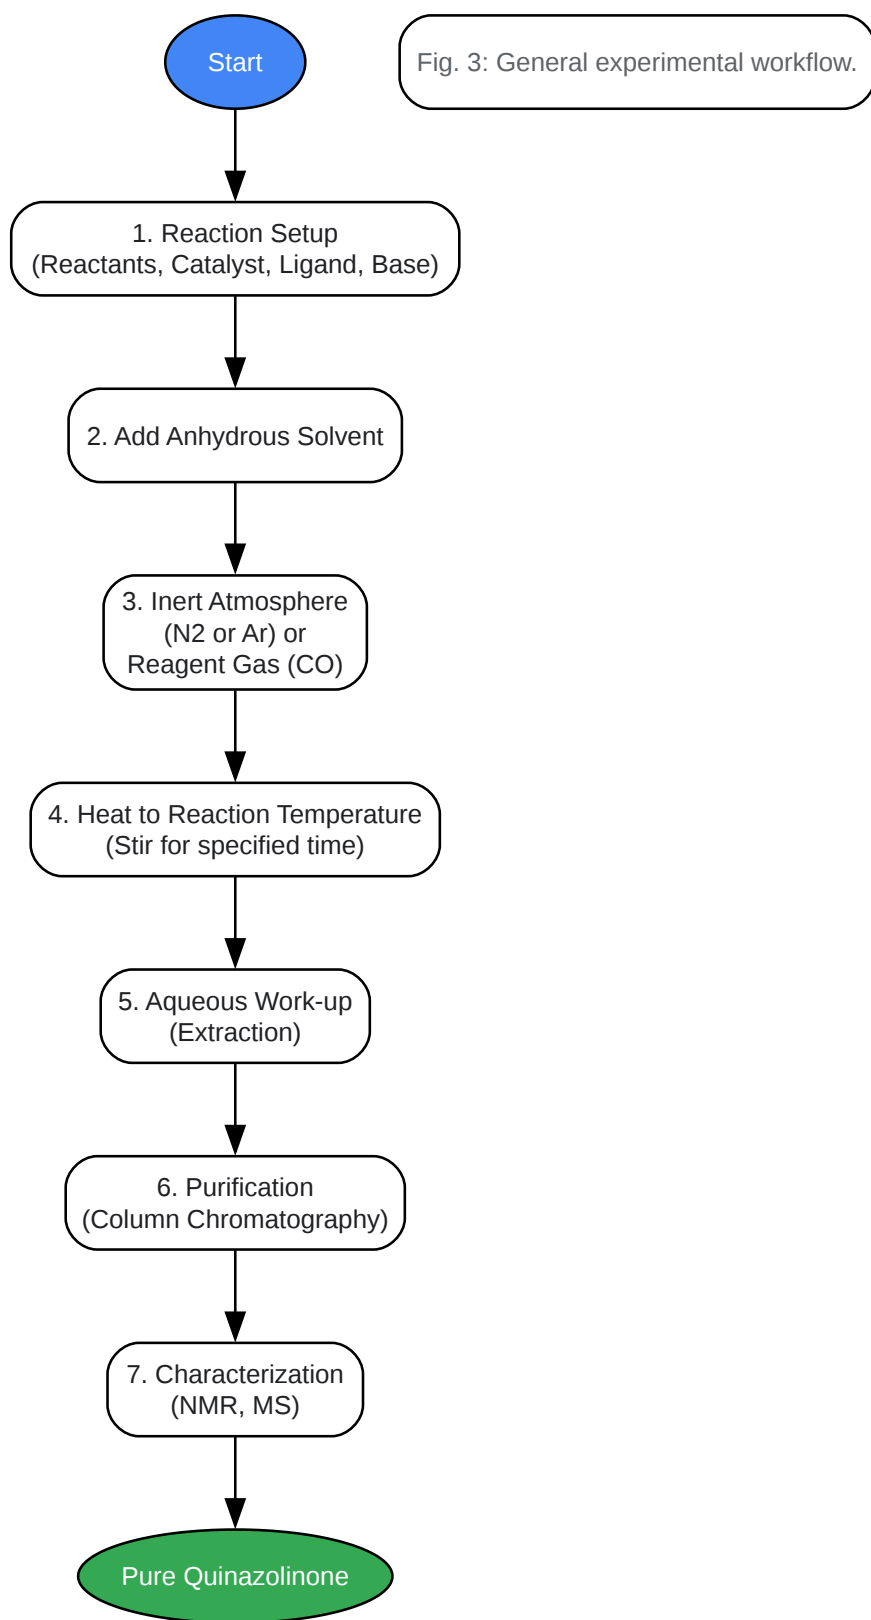 Start
Fig. 3: General experimental workflow.
1. Reaction Setup
(Reactants, Catalyst, Ligand, Base)
2. Add Anhydrous Solvent
3. Inert Atmosphere
(N2 or Ar) or
Reagent Gas (CO)
4. Heat to Reaction Temperature
(Stir for specified time)
5. Aqueous Work-up
(Extraction)
6. Purification
(Column Chromatography)
7. Characterization
(NMR, MS)
Pure Quinazolinone